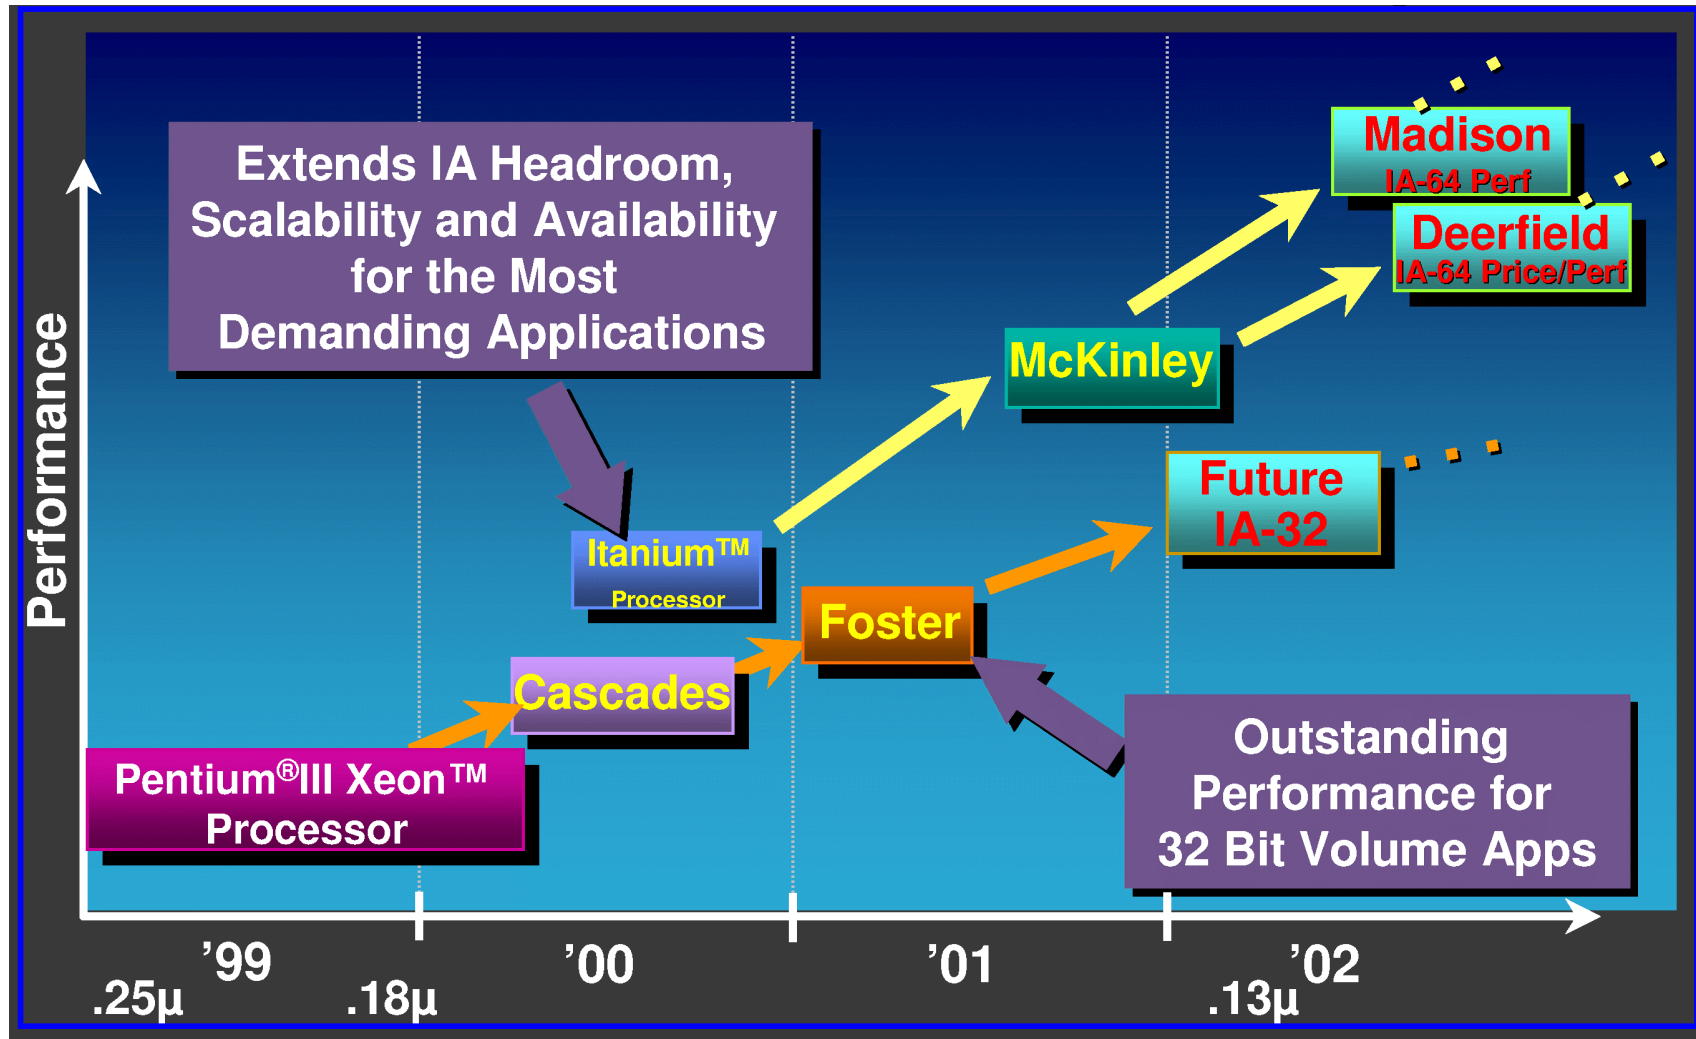 Extends IA Headroom,
Scalability and Availability
for the Most
Demanding Applications
Madison
IA-64 Perf
Deerfield
IA-64 Price/Perf
McKinley
Future
IA-32
Itanium™
Processor
Foster
Cascades
Pentium®III Xeon™
Processor
Outstanding
Performance for
32 Bit Volume Apps
Performance
’99
’00
’01
’02
.25µ
.18µ
.13µ